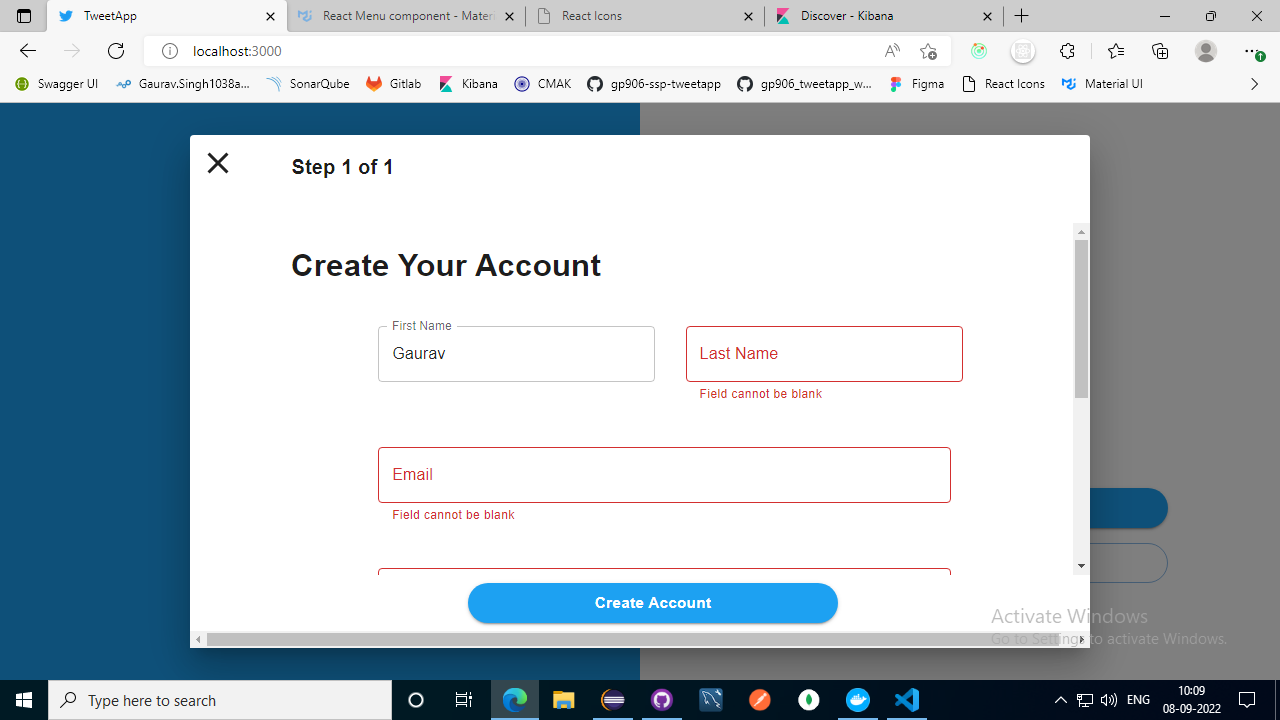 TweetApp
React Menu component - Mater
React Icons
Discover - Kibana
localhost:3000
Swagger UI
Gaurav.Singh1038a...
SonarQube
Gitlab
Kibana
CMAK
gp906-ssp-tweetapp
gp906_tweetapp_w...
Figma
React Icons
Material UI
Step 1 of 1
Create Your Account
First Name
Gaurav
Last Name
Field cannot be blank
Email
Field cannot be blank
Create Account
Activate Windows
Go to Settings to activate Windows.
Type here to search
ENG
10:09
08-09-2022